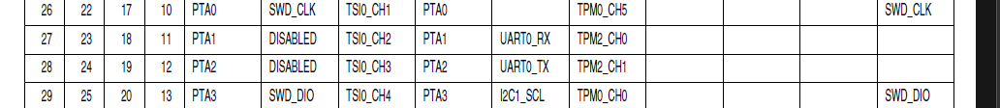 26 22 17 10 PTA0 SWD_CLK TSI0_CH1 PTA0 TPM0_CH5 SWD_CLK
27 23 18 11 PTA1 DISABLED TSI0_CH2 PTA1 UART0_RX TPM2_CH0
28 24 19 12 PTA2 DISABLED TSI0_CH3 PTA2 UART0_TX TPM2_CH1
29 25 20 13 PTA3 SWD_DIO TSI0_CH4 PTA3 I2C1_SCL TPM0_CH0 SWD_DIO